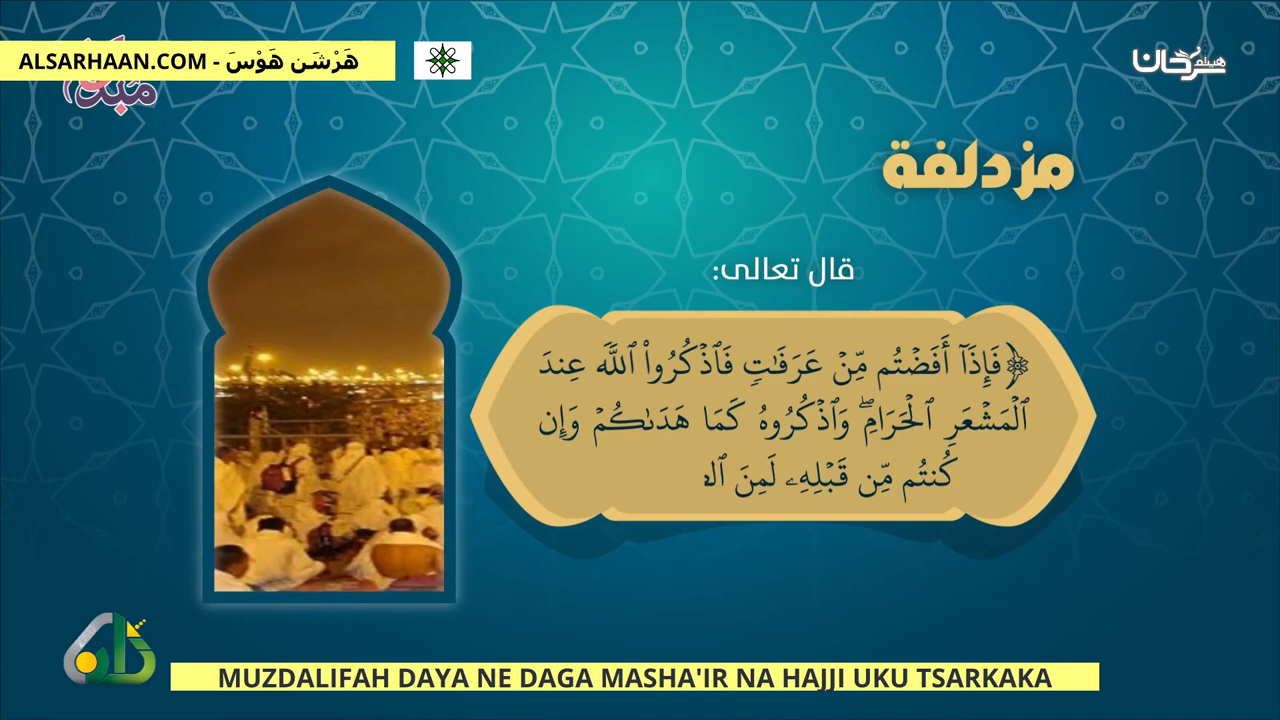 ALSARHAAN.COM - هَرْشَن هَوْسَ
هيثم سرحان
مزدلفة
قال تعالى:
﴿فَإِذَآ أَفَضۡتُم مِّنۡ عَرَفَٰتٖ فَٱذۡكُرُواْ ٱللَّهَ عِندَ
ٱلۡمَشۡعَرِ ٱلۡحَرَامِۖ وَٱذۡكُرُوهُ كَمَا هَدَىٰكُمۡ وَإِن
كُنتُم مِّن قَبۡلِهِۦ لَمِنَ
MUZDALIFAH DAYA NE DAGA MASHA'IR NA HAJJI UKU TSARKAKA